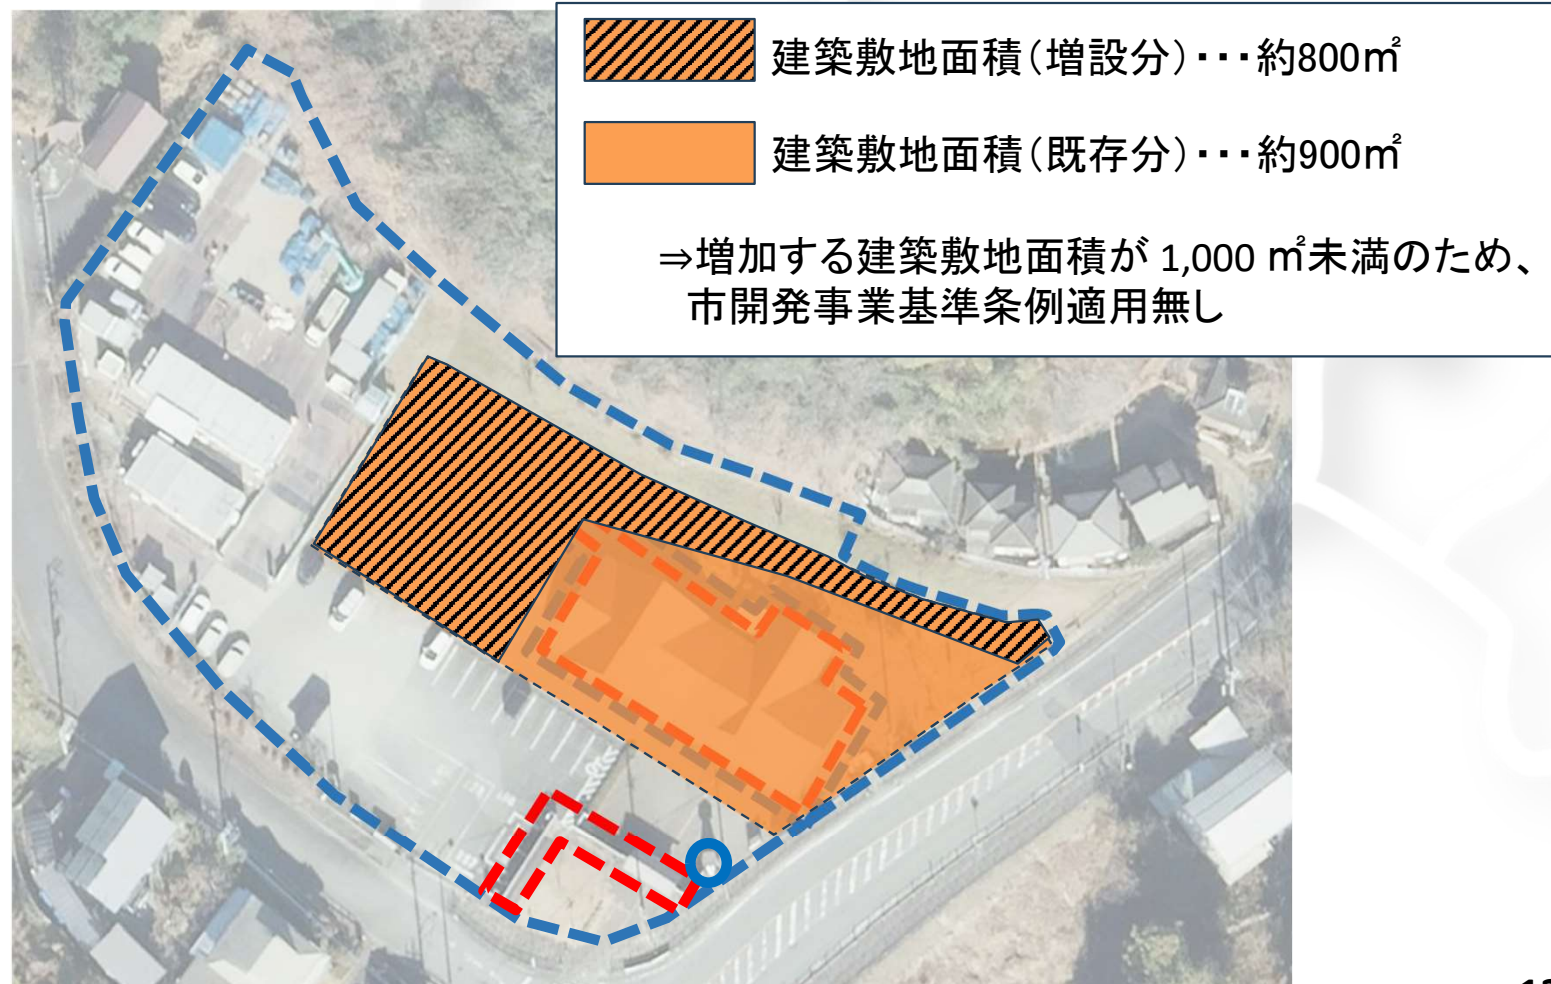 建築敷地面積（増設分）・・・約800㎡
建築敷地面積（既存分）・・・約900㎡
⇒増加する建築敷地面積が 1,000 ㎡未満のため、
市開発事業基準条例適用無し